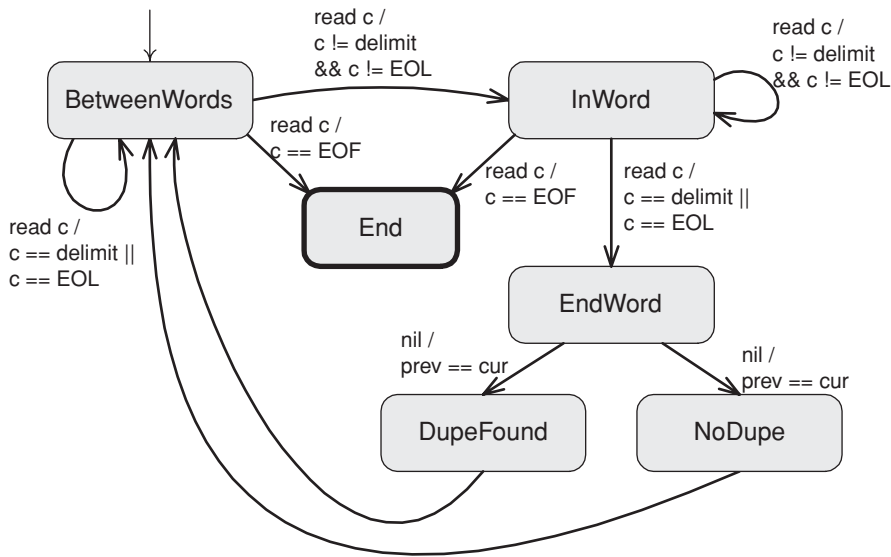 read c /
c != delimit
&& c != EOL
read c /
c != delimit
&& c != EOL
BetweenWords
InWord
read c /
c == EOF
read c /
c == EOF
read c /
c == delimit ||
c == EOL
End
read c /
c == delimit ||
c == EOL
EndWord
nil /
prev == cur
nil /
prev == cur
DupeFound
NoDupe